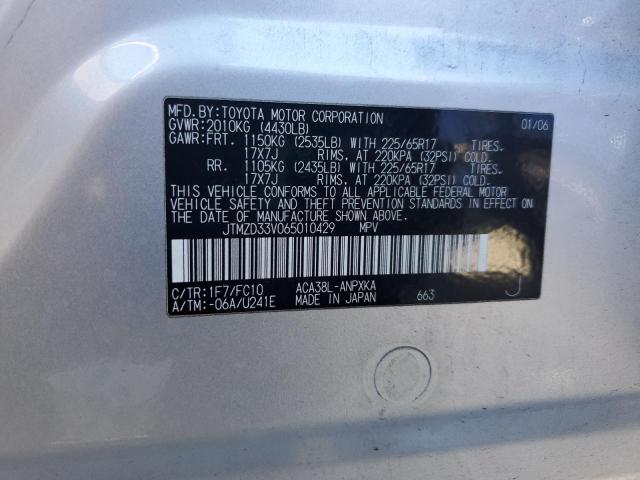 MFD.BY:TOYOTA MOTOR CORPORATION 01/06
GVWR:2010KG (4430LB)
GAWR:FRT. 1150KG (2535LB) WITH 225/65R17 TIRES.
17X7J RIMS, AT 220KPA (32PSI) COLD.
RR. 1105KG (2435LB) WITH 225/65R17 TIRES.
17X7J RIMS, AT 220KPA (32PSI) COLD.
THIS VEHICLE CONFORMS TO ALL APPLICABLE FEDERAL MOTOR
VEHICLE SAFETY AND THEFT PREVENTION STANDARDS IN
EFFECT ON THE DATE OF MANUFACTURE SHOWN ABOVE.
JTMZD33V065010429 MPV
C/TR:1F7/FC10 ACA38L-ANPXKA
A/TM:-06A/U241E MADE IN JAPAN 663 J